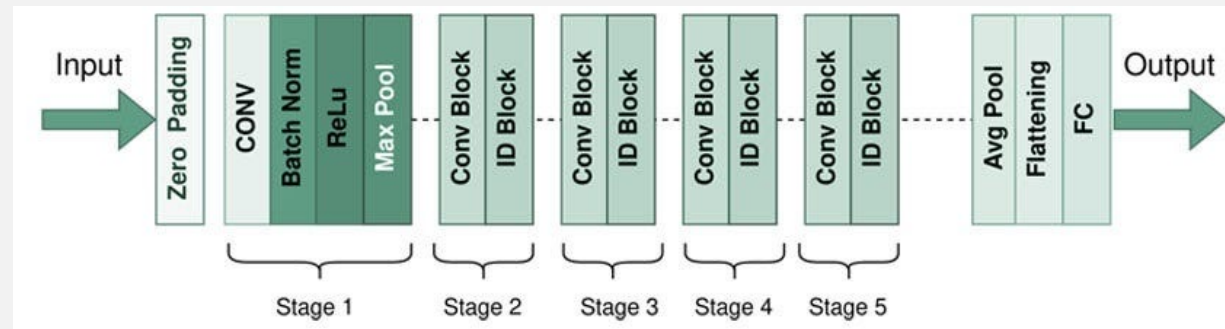 Input
Zero Padding
CONV
Batch Norm
ReLu
Max Pool
Conv Block
ID Block
Conv Block
ID Block
Conv Block
ID Block
Conv Block
ID Block
Avg Pool
Flattening
FC
Output
Stage 1
Stage 2
Stage 3
Stage 4
Stage 5